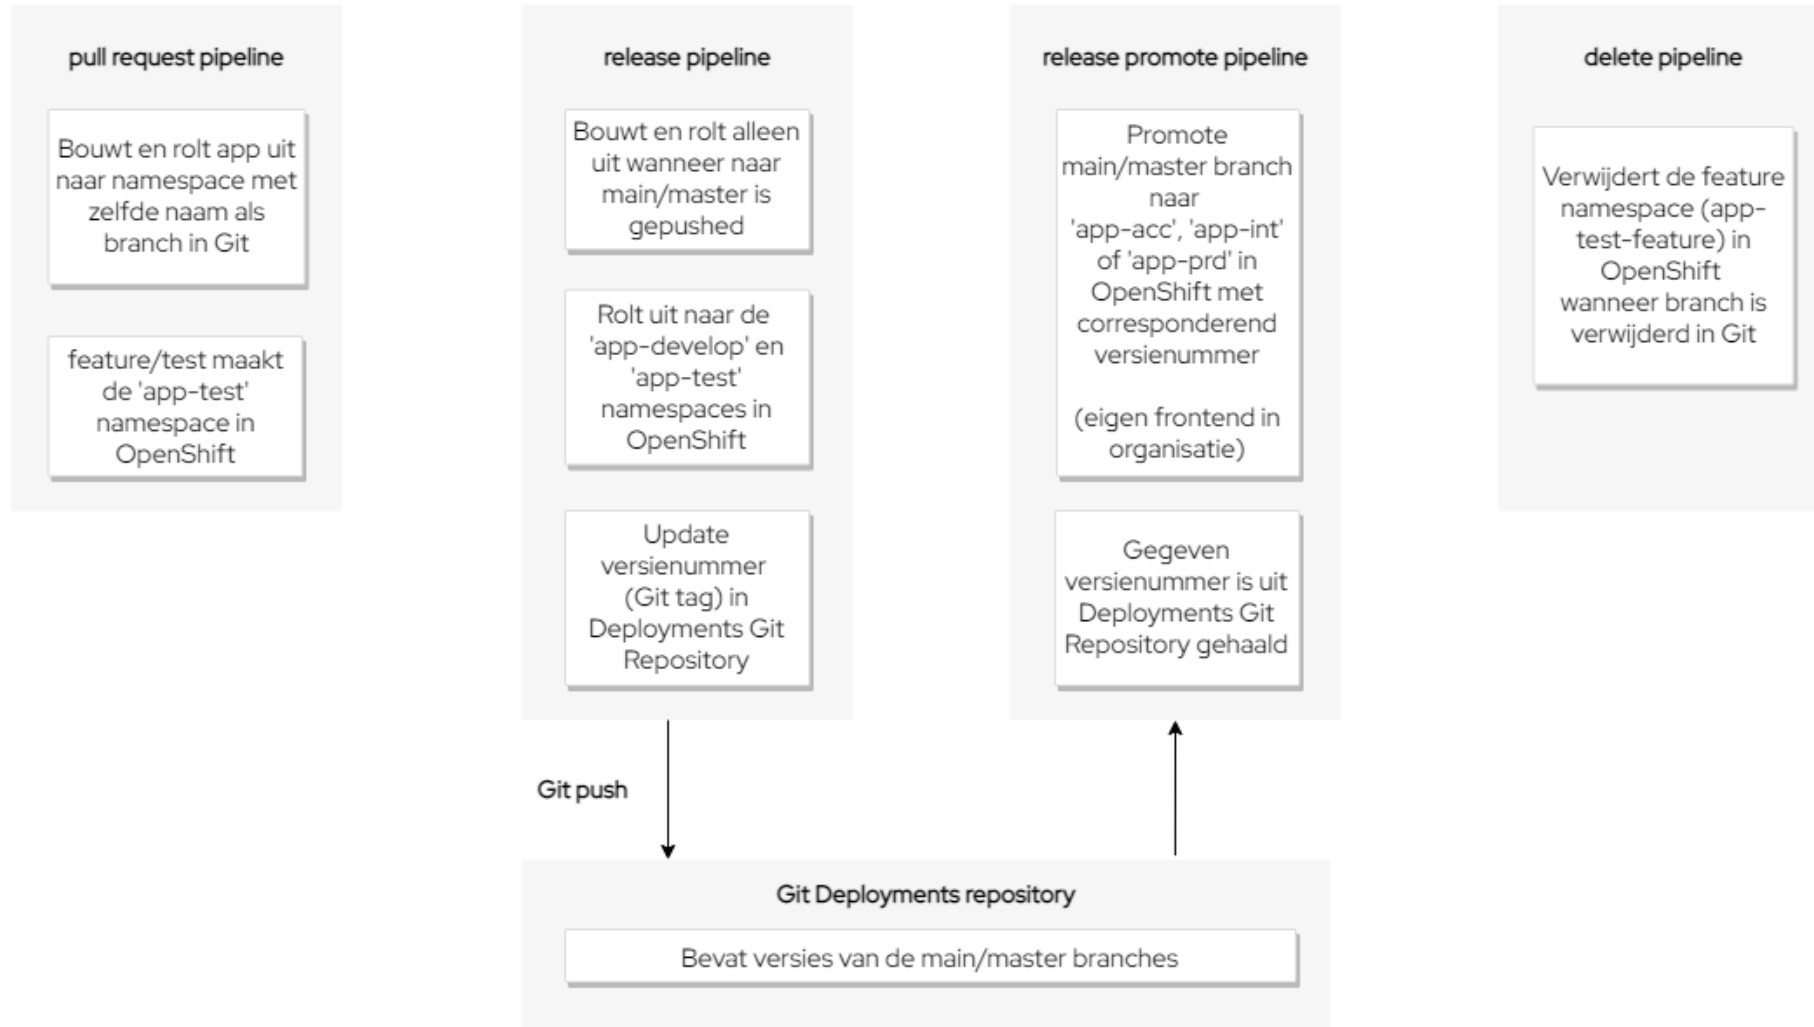 pull request pipeline
Bouwt en rolt app uit
naar namespace met
zelfde naam als
branch in Git
feature/test maakt
de 'app-test'
namespace in
OpenShift
release pipeline
Bouwt en rolt alleen
uit wanneer naar
main/master is
gepushed
Rolt uit naar de
'app-develop' en
'app-test'
namespaces in
OpenShift
Update
versienummer
(Git tag) in
Deployments Git
Repository
release promote pipeline
Promote
main/master branch
naar
'app-acc', 'app-int'
of 'app-prd' in
OpenShift met
corresponderend
versienummer
(eigen frontend in
organisatie)
Gegeven
versienummer is uit
Deployments Git
Repository gehaald
delete pipeline
Verwijdert de feature
namespace (app-
test-feature) in
OpenShift
wanneer branch is
verwijderd in Git
Git push
Git Deployments repository
Bevat versies van de main/master branches